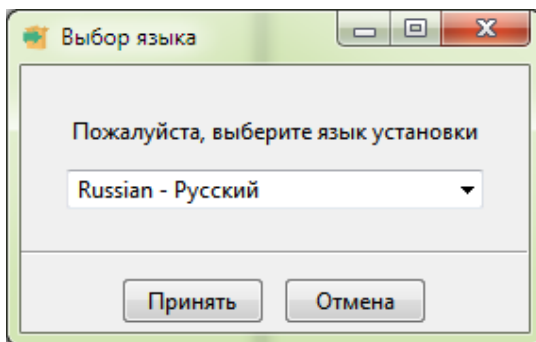 Выбор языка
Пожалуйста, выберите язык установки
Russian - Русский
Принять
Отмена